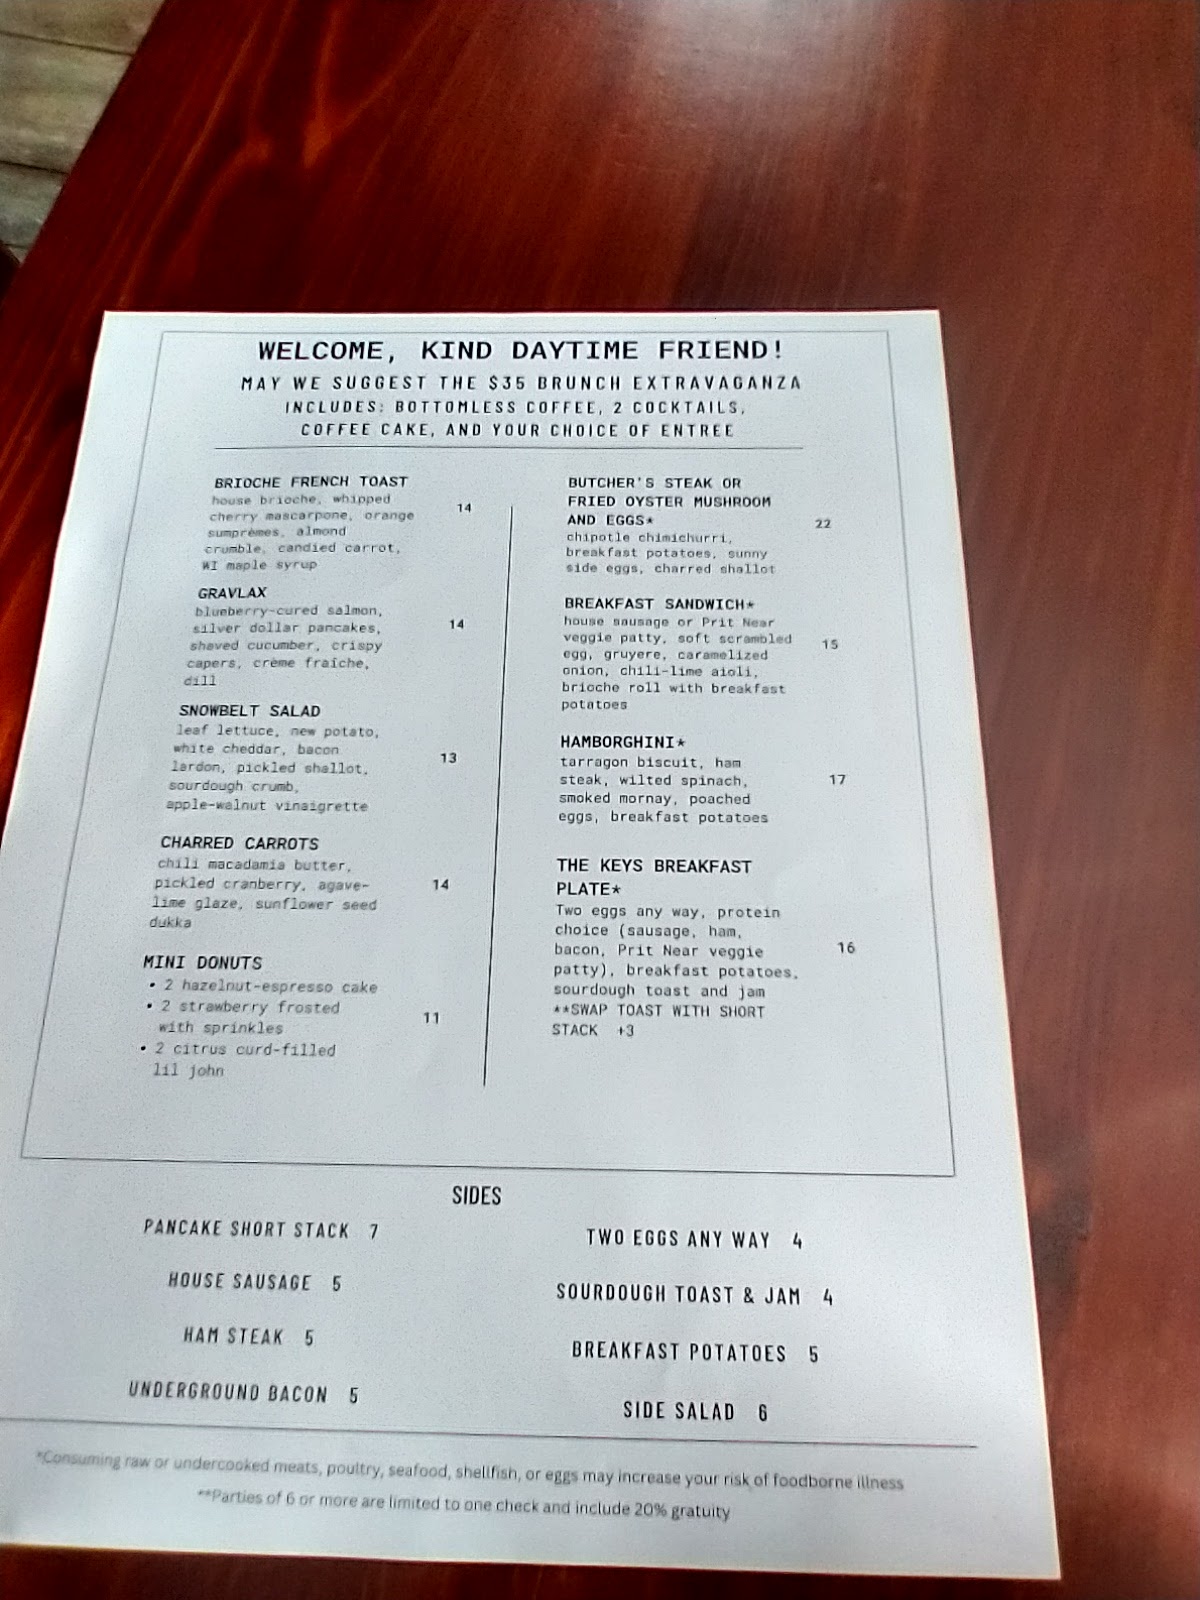 WELCOME, KIND DAYTIME FRIEND!
MAY WE SUGGEST THE $35 BRUNCH EXTRAVAGANZA
INCLUDES: BOTTOMLESS COFFEE, 2 COCKTAILS,
COFFEE CAKE, AND YOUR CHOICE OF ENTREE
BRIOCHE FRENCH TOAST
house brioche, whipped
cherry mascarpone, orange
sumprèmes, almond
crumble, candied carrot,
WI maple syrup
14
GRAVLAX
blueberry-cured salmon,
silver dollar pancakes,
shaved cucumber, crispy
capers, crème fraîche,
dill
14
SNOWBELT SALAD
leaf lettuce, new potato,
white cheddar, bacon
lardon, pickled shallot,
sourdough crumb,
apple-walnut vinaigrette
13
CHARRED CARROTS
chili macadamia butter,
pickled cranberry, agave-
lime glaze, sunflower seed
dukka
14
MINI DONUTS
• 2 hazelnut-espresso cake
• 2 strawberry frosted
with sprinkles
• 2 citrus curd-filled
lil john
11
BUTCHER'S STEAK OR
FRIED OYSTER MUSHROOM
AND EGGS*
chipotle chimichurri,
breakfast potatoes, sunny
side eggs, charred shallot
22
BREAKFAST SANDWICH*
house sausage or Prit Near
veggie patty, soft scrambled
egg, gruyere, caramelized
onion, chili-lime aioli,
brioche roll with breakfast
potatoes
15
HAMBORGHINI*
tarragon biscuit, ham
steak, wilted spinach,
smoked mornay, poached
eggs, breakfast potatoes
17
THE KEYS BREAKFAST
PLATE*
Two eggs any way, protein
choice (sausage, ham,
bacon, Prit Near veggie
patty), breakfast potatoes,
sourdough toast and jam
**SWAP TOAST WITH SHORT
STACK +3
16
SIDES
PANCAKE SHORT STACK 7
HOUSE SAUSAGE 5
HAM STEAK 5
UNDERGROUND BACON 5
TWO EGGS ANY WAY 4
SOURDOUGH TOAST & JAM 4
BREAKFAST POTATOES 5
SIDE SALAD 6
*Consuming raw or undercooked meats, poultry, seafood, shellfish, or eggs may increase your risk of foodborne illness
**Parties of 6 or more are limited to one check and include 20% gratuity